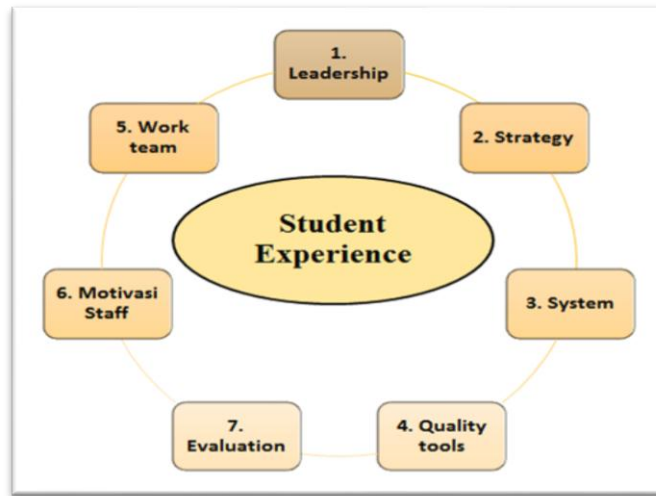 1.
Leadership
2. Strategy
3. System
4. Quality
tools
7.
Evaluation
6. Motivasi
Staff
5. Work
team
Student
Experience